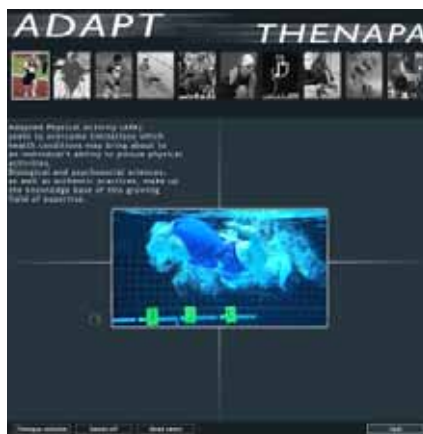 ADAPT
THENAPA
Adapted Physical Activity (APA)
seeks to overcome limitations which
health conditions may bring about to
an individual's ability to pursue physical
activities.
Biological and psychosocial sciences,
as well as authentic practices, make up
the knowledge base of this growing
field of expertise.